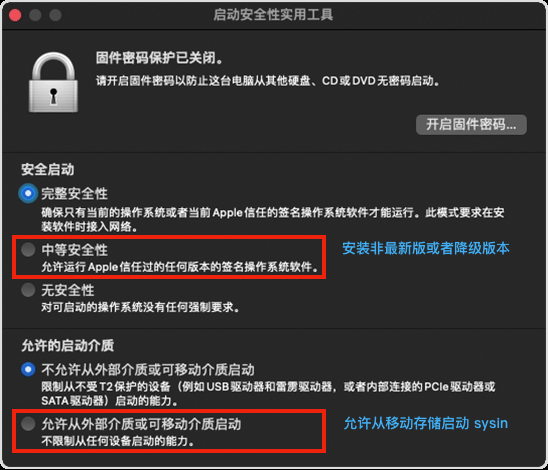 启动安全性实用工具
固件密码保护已关闭。
请开启固件密码以防止这台电脑从其他硬盘、CD或DVD无密码启动。
开启固件密码...
安全启动
完整安全性
确保只有当前的操作系统或者当前Apple信任的签名操作系统软件才能运行。此模式要求在安
装软件时接入网络。
中等安全性
允许运行Apple信任过的任何版本的签名操作系统软件。
安装非最新版或者降级版本
无安全性
对可启动的操作系统没有任何强制要求。
允许的启动介质
不允许从外部介质或可移动介质启动
限制从不受T2保护的设备（例如USB驱动器和雷雳驱动器，或者内部连接的PCIe驱动器或
SATA驱动器）启动的能力。
允许从外部介质或可移动介质启动
不限制从任何设备启动的能力。
允许从移动存储启动 sysin